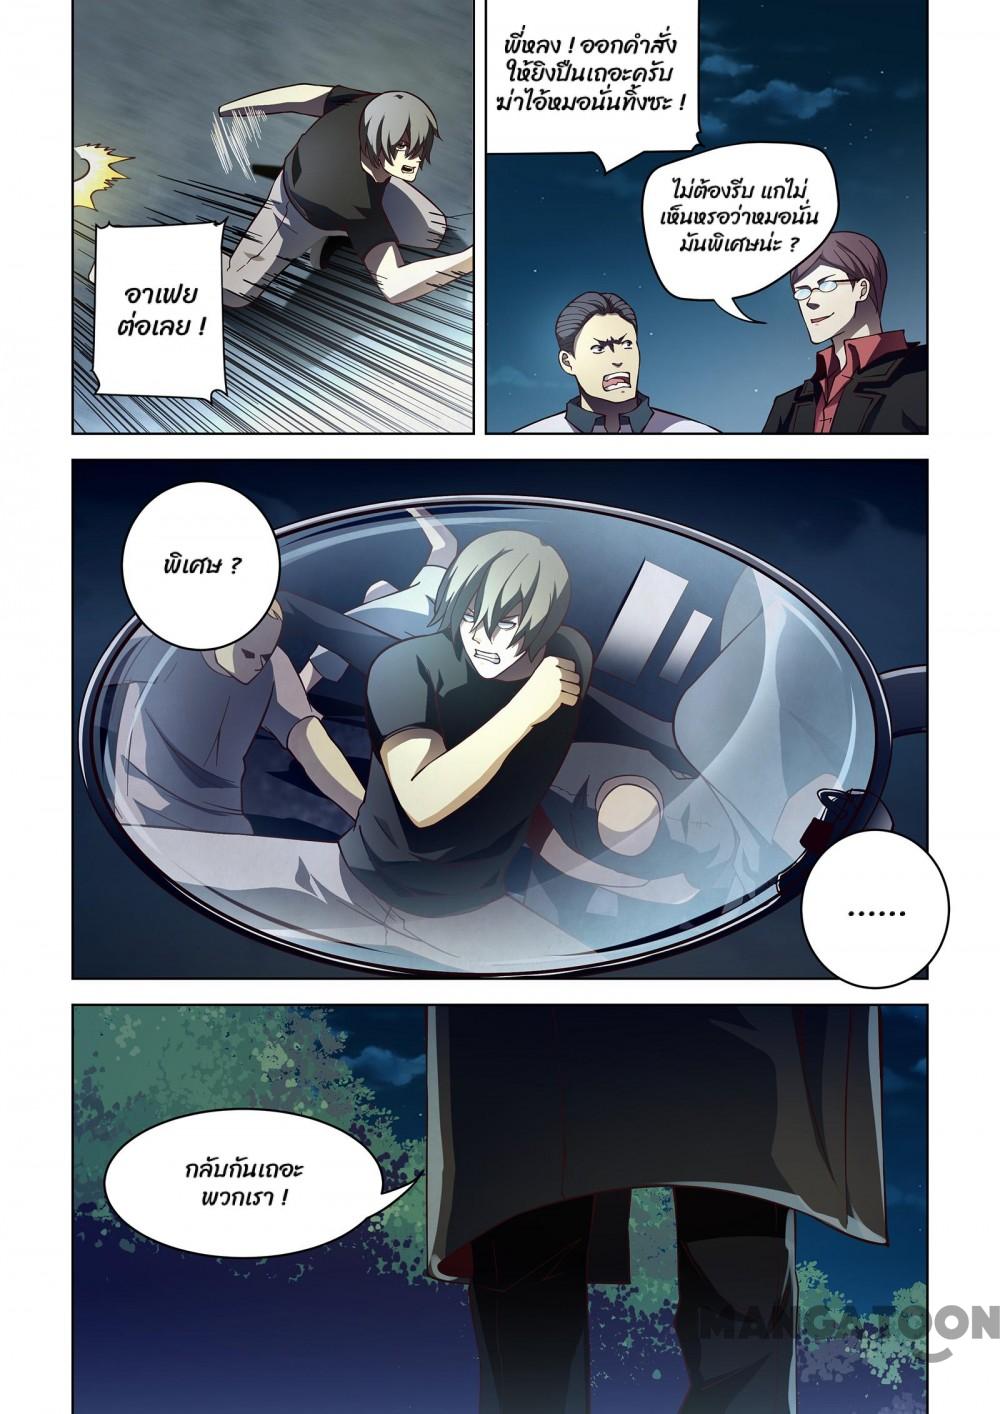 อาเฟย
ต่อเลย !
พี่หลง ! ออกคำสั่ง
ให้ยิงปืนเถอะครับ
ฆ่าไอ้หมอนั่นทิ้งซะ !
ไม่ต้องรีบ แกไม่
เห็นหรอว่าหมอนั่น
มันพิเศษน่ะ ?
พิเศษ ?
......
กลับกันเถอะ
พวกเรา !
MANGATOON